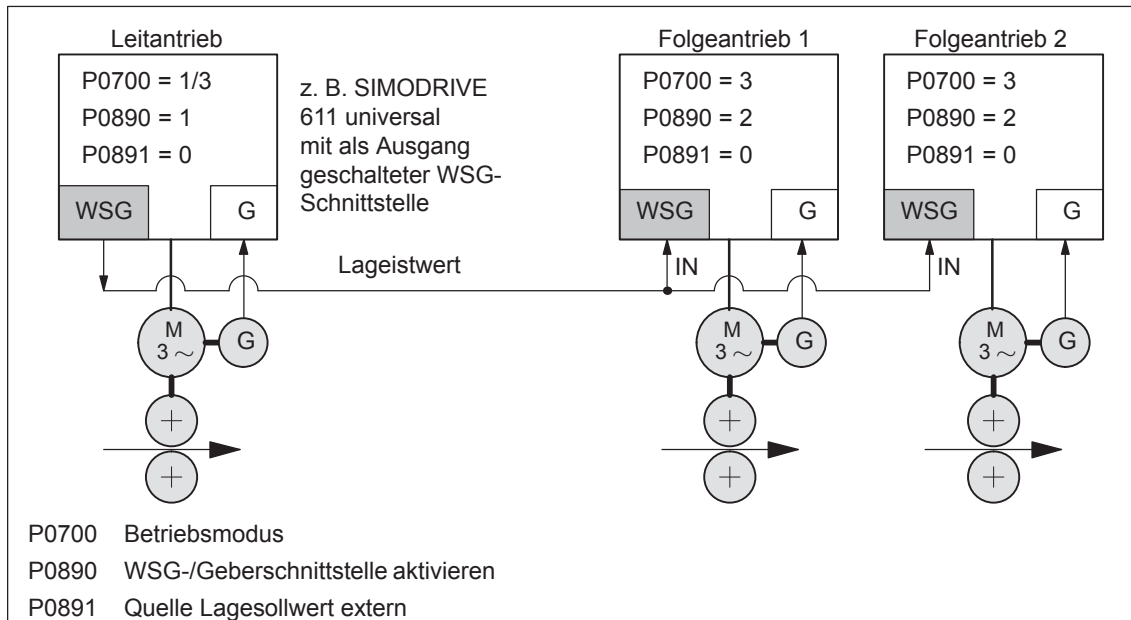 Leitantrieb
P0700 = 1/3
P0890 = 1
P0891 = 0
WSG
G
z. B. SIMODRIVE
611 universal
mit als Ausgang
geschalteter WSG-
Schnittstelle
Folgeantrieb 1
P0700 = 3
P0890 = 2
P0891 = 0
WSG
G
Folgeantrieb 2
P0700 = 3
P0890 = 2
P0891 = 0
WSG
G
Lageistwert
IN
IN
M
3 ~
G
M
3 ~
G
M
3 ~
G
+
+
+
+
+
+
P0700 Betriebsmodus
P0890 WSG-/Geberschnittstelle aktivieren
P0891 Quelle Lagesollwert extern